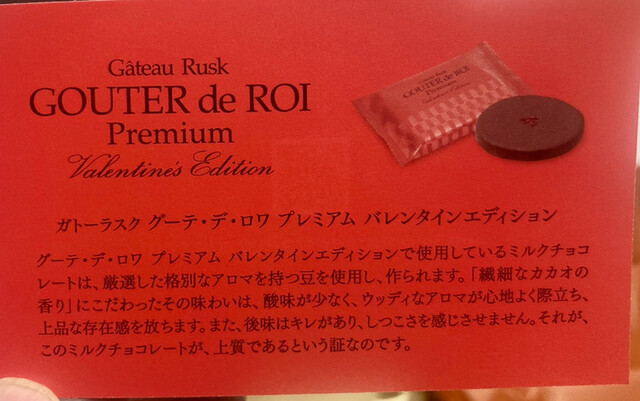 Gâteau Rusk
GOUTER de ROI
Premium
Valentine's Edition
GOUTER de ROI
Premium
Valentine's Edition
ガトーラスク グーテ・デ・ロワ プレミアム バレンタインエディション
グーテ・デ・ロワ プレミアム バレンタインエディションで使用しているミルクチョコ
レートは、厳選した格別なアロマを持つ豆を使用し、作られます。「繊細なカカオの
香り」にこだわったその味わいは、酸味が少なく、ウッディなアロマが心地よく際立ち、
上品な存在感を放ちます。また、後味はキレがあり、しつこさを感じさせません。それが、
このミルクチョコレートが、上質であるという証なのです。